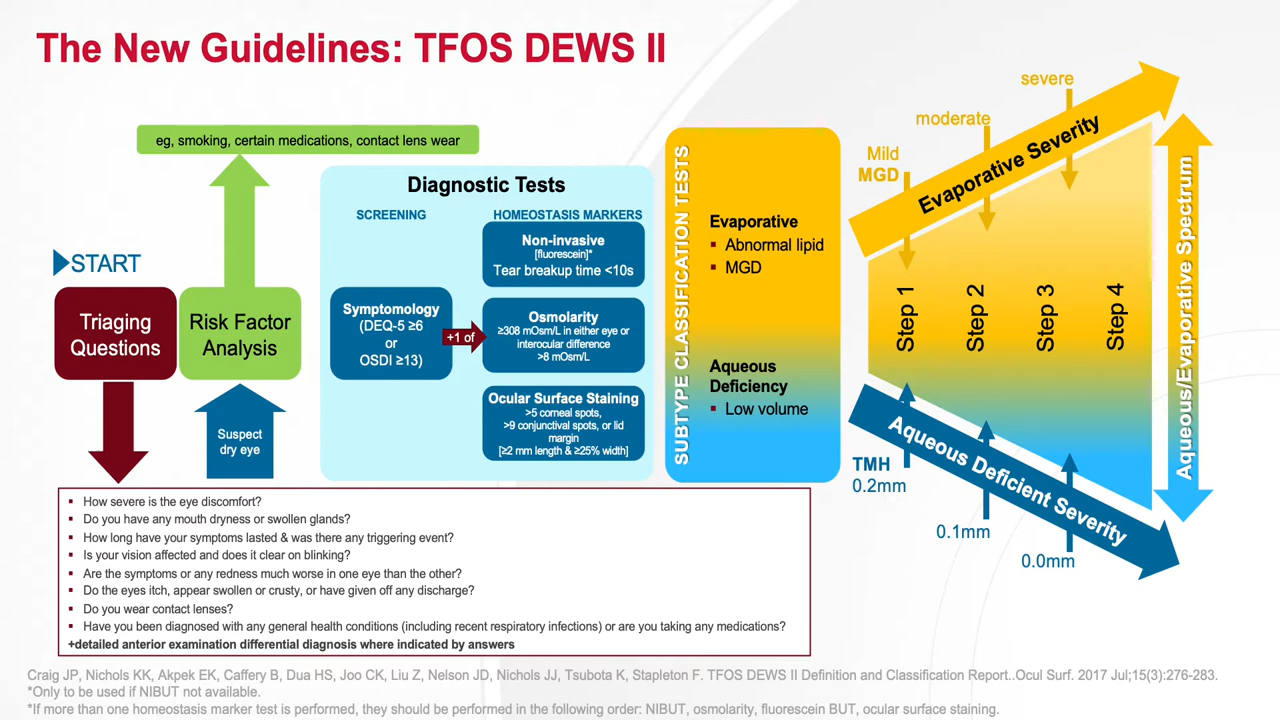 The New Guidelines: TFOS DEWS II
eg, smoking, certain medications, contact lens wear
START
Triaging
Questions
Risk Factor
Analysis
Suspect
dry eye
Diagnostic Tests
SCREENING
HOMEOSTASIS MARKERS
Symptomology
(DEQ-5 ≥6
or
OSDI ≥13)
+1 of
Non-invasive
[fluorescein]*
Tear breakup time <10s
Osmolarity
≥308 mOsm/L in either eye or
interocular difference
>8 mOsm/L
Ocular Surface Staining
>5 corneal spots,
>9 conjunctival spots, or lid
margin
[≥2 mm length & ≥25% width]
SUBTYPE CLASSIFICATION TESTS
Evaporative
▪ Abnormal lipid
▪ MGD
Aqueous
Deficiency
▪ Low volume
Mild
MGD
moderate
severe
Evaporative Severity
Step 1
Step 2
Step 3
Step 4
Aqueous/Evaporative Spectrum
Aqueous Deficient Severity
TMH
0.2mm
0.1mm
0.0mm
▪ How severe is the eye discomfort?
▪ Do you have any mouth dryness or swollen glands?
▪ How long have your symptoms lasted & was there any triggering event?
▪ Is your vision affected and does it clear on blinking?
▪ Are the symptoms or any redness much worse in one eye than the other?
▪ Do the eyes itch, appear swollen or crusty, or have given off any discharge?
▪ Do you wear contact lenses?
▪ Have you been diagnosed with any general health conditions (including recent respiratory infections) or are you taking any medications?
+detailed anterior examination differential diagnosis where indicated by answers
Craig JP, Nichols KK, Akpek EK, Caffery B, Dua HS, Joo CK, Liu Z, Nelson JD, Nichols JJ, Tsubota K, Stapleton F. TFOS DEWS II Definition and Classification Report..Ocul Surf. 2017 Jul;15(3):276-283.
*Only to be used if NIBUT not available.
*If more than one homeostasis marker test is performed, they should be performed in the following order: NIBUT, osmolarity, fluorescein BUT, ocular surface staining.